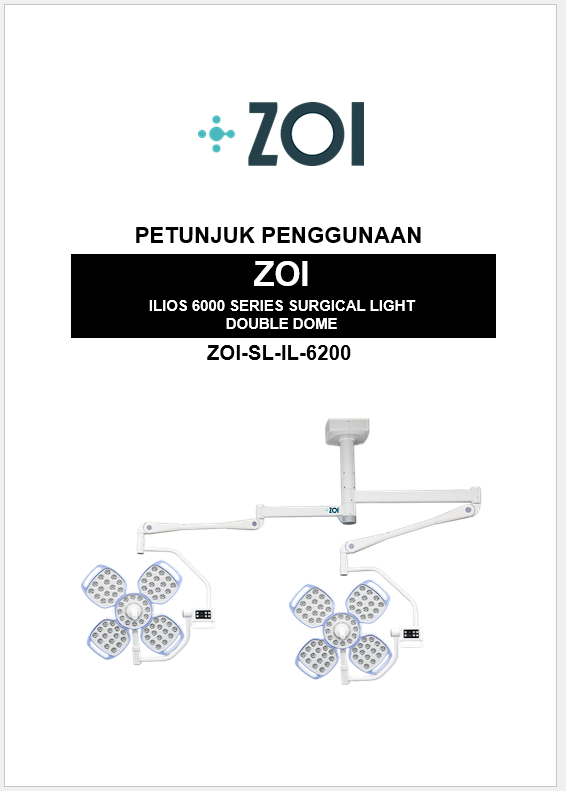 ZOI
PETUNJUK PENGGUNAAN
ZOI
ILIOS 6000 SERIES SURGICAL LIGHT
DOUBLE DOME
ZOI-SL-IL-6200
ZOI